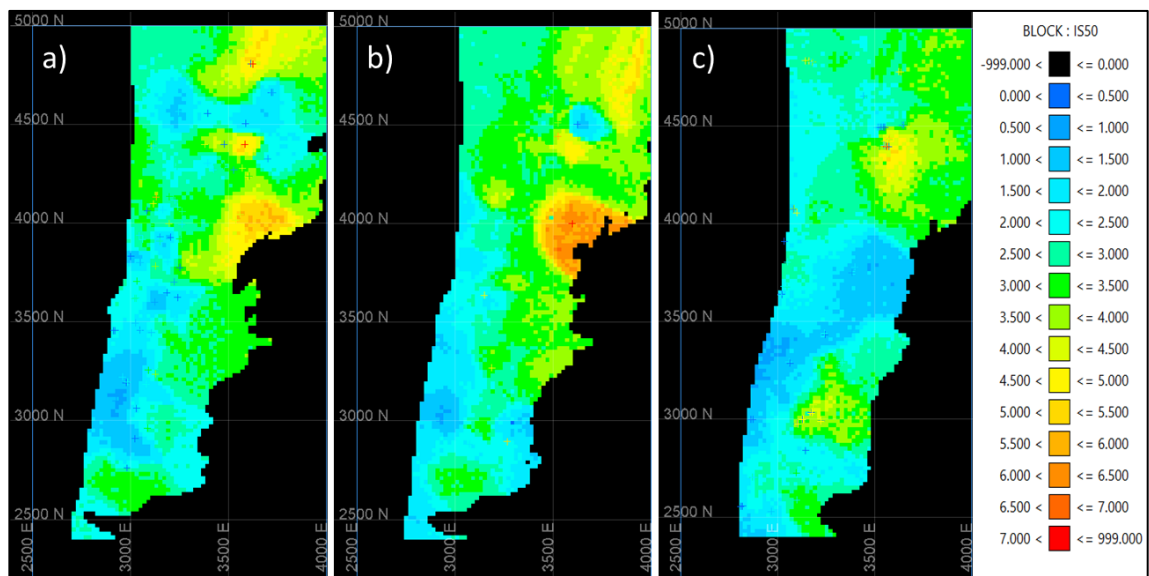 a)
5000 N
4500 N
4000 N
3500 N
3000 N
2500 N
2500 E
3000 E
3500 E
4000 E
b)
5000 N
4500 N
4000 N
3500 N
3000 N
2500 N
2500 E
3000 E
3500 E
4000 E
c)
5000 N
4500 N
4000 N
3500 N
3000 N
2500 N
2500 E
3000 E
3500 E
4000 E
BLOCK : IS50
-999.000 < <= 0.000
0.000 < <= 0.500
0.500 < <= 1.000
1.000 < <= 1.500
1.500 < <= 2.000
2.000 < <= 2.500
2.500 < <= 3.000
3.000 < <= 3.500
3.500 < <= 4.000
4.000 < <= 4.500
4.500 < <= 5.000
5.000 < <= 5.500
5.500 < <= 6.000
6.000 < <= 6.500
6.500 < <= 7.000
7.000 < <= 999.000